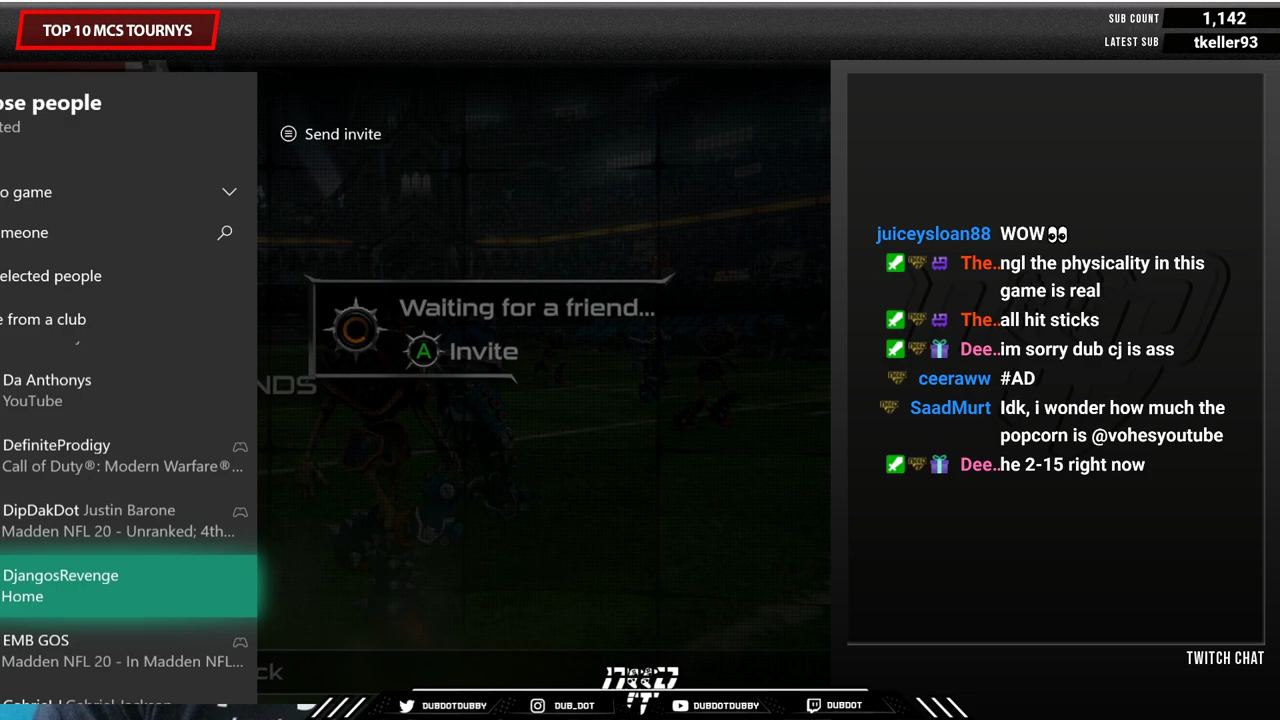 TOP 10 MCS TOURNYS
SUB COUNT 1,142
LATEST SUB tkeller93
ose people
ted
o game
meone
elected people
e from a club
Da Anthonys
YouTube
DefiniteProdigy
Call of Duty®: Modern Warfare®...
DipDakDot Justin Barone
Madden NFL 20 - Unranked; 4th...
DjangosRevenge
Home
EMB GOS
Madden NFL 20 - In Madden NFL...
Send invite
Waiting for a friend...
A Invite
NDS
ck
juiceysloan88 WOW👀
The..ngl the physicality in this
game is real
The..all hit sticks
Dee..im sorry dub cj is ass
ceeraww #AD
SaadMurt Idk, i wonder how much the
popcorn is @vohesyoutube
Dee..he 2-15 right now
TWITCH CHAT
DUBDOTDUBBY DUB_DOT DUBDOTDUBBY DUBDOT